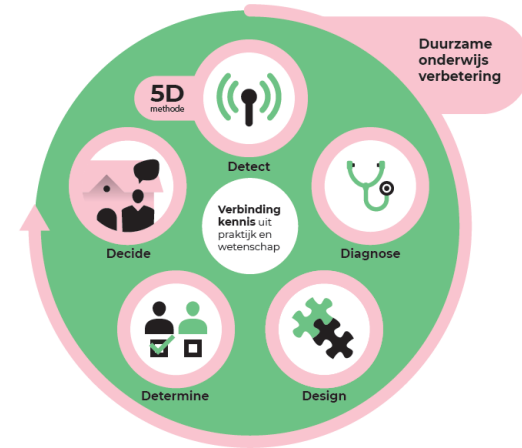 Duurzame
onderwijs
verbetering
5D
methode
Detect
Verbinding
kennis uit
praktijk en
wetenschap
Decide
Diagnose
Determine
Design